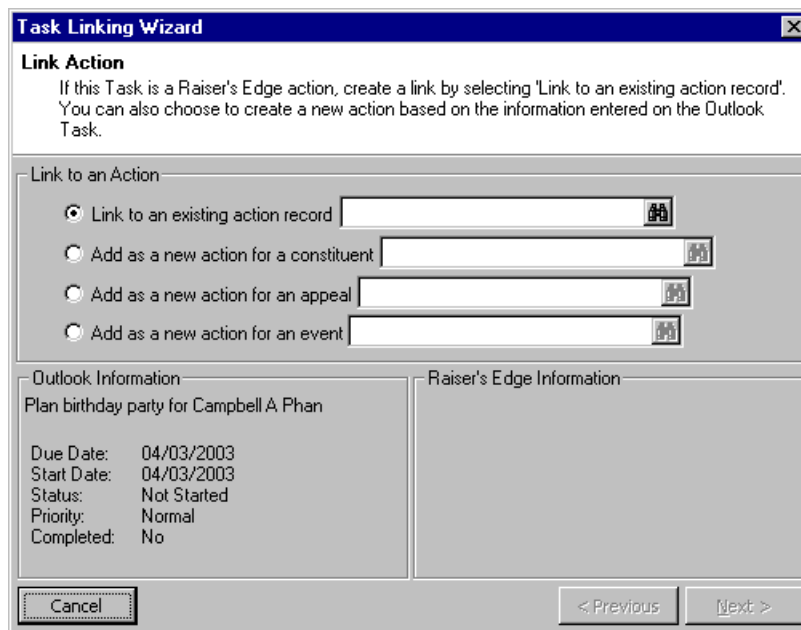 Task Linking Wizard
Link Action
If this Task is a Raiser's Edge action, create a link by selecting 'Link to an existing action record'.
You can also choose to create a new action based on the information entered on the Outlook
Task.
Link to an Action
Link to an existing action record
Add as a new action for a constituent
Add as a new action for an appeal
Add as a new action for an event
Outlook Information
Plan birthday party for Campbell A Phan
Due Date: 04/03/2003
Start Date: 04/03/2003
Status: Not Started
Priority: Normal
Completed: No
Raiser's Edge Information
Cancel
< Previous
Next >